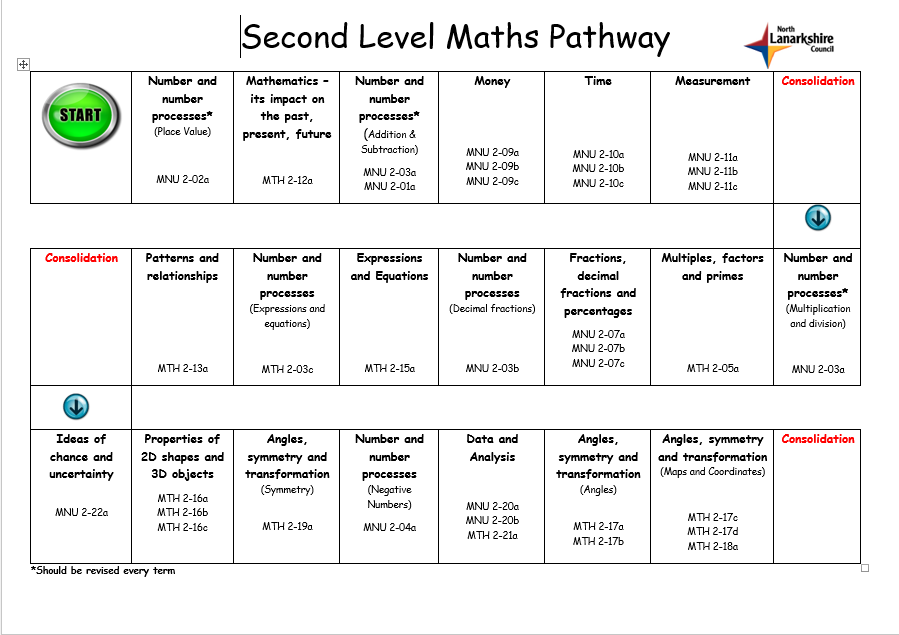 Second Level Maths Pathway
North
Lanarkshire
Council
START
Number and
number
processes*
(Place Value)
MNU 2-02a
Mathematics –
its impact on
the past,
present, future
MTH 2-12a
Number and
number
processes*
(Addition &
Subtraction)
MNU 2-03a
MNU 2-01a
Money
MNU 2-09a
MNU 2-09b
MNU 2-09c
Time
MNU 2-10a
MNU 2-10b
MNU 2-10c
Measurement
MNU 2-11a
MNU 2-11b
MNU 2-11c
Consolidation
Consolidation
Patterns and
relationships
MTH 2-13a
Number and
number
processes
(Expressions and
equations)
MTH 2-03c
Expressions
and Equations
MTH 2-15a
Number and
number
processes
(Decimal fractions)
MNU 2-03b
Fractions,
decimal
fractions and
percentages
MNU 2-07a
MNU 2-07b
MNU 2-07c
Multiples, factors
and primes
MTH 2-05a
Number and
number
processes*
(Multiplication
and division)
MNU 2-03a
Ideas of
chance and
uncertainty
MNU 2-22a
Properties of
2D shapes and
3D objects
MTH 2-16a
MTH 2-16b
MTH 2-16c
Angles,
symmetry and
transformation
(Symmetry)
MTH 2-19a
Number and
number
processes
(Negative
Numbers)
MNU 2-04a
Data and
Analysis
MNU 2-20a
MNU 2-20b
MTH 2-21a
Angles,
symmetry and
transformation
(Angles)
MTH 2-17a
MTH 2-17b
Angles, symmetry
and transformation
(Maps and Coordinates)
MTH 2-17c
MTH 2-17d
MTH 2-18a
Consolidation
*Should be revised every term